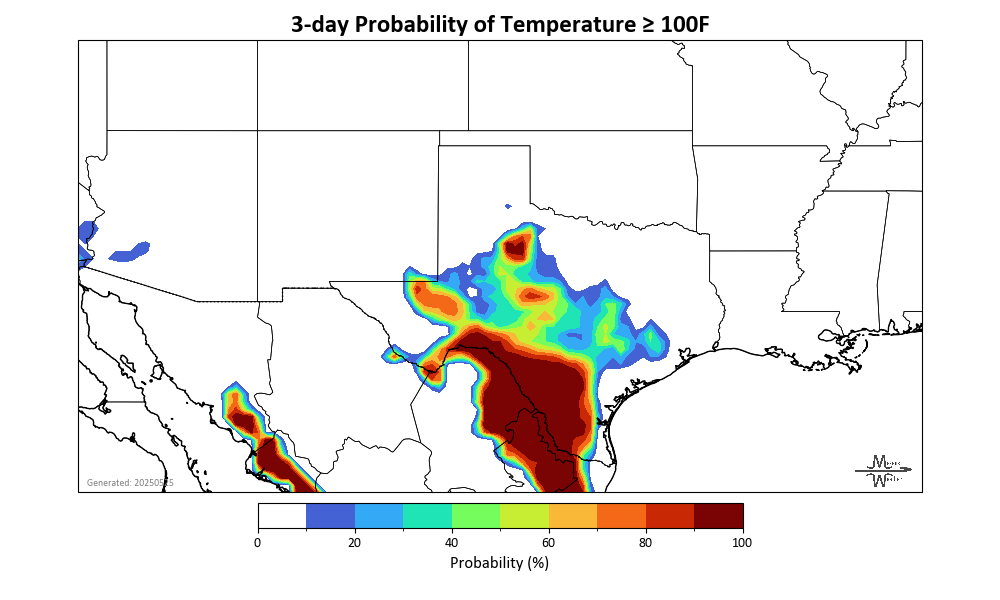 3-day Probability of Temperature ≥ 100F
Generated: 20250525
0 20 40 60 80 100
Probability (%)